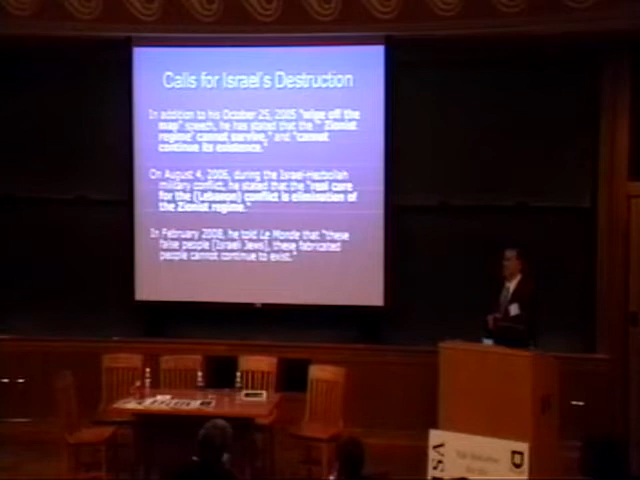 Calls for Israel's Destruction
In addition to his October 25, 2005 "wipe off the
map" speech, he has stated that the " Zionist
regime" cannot survive," and "cannot
continue its existence."
On August 4, 2006, during the Israel-Hezbollah
military conflict, he stated that the "real cure
for the (Lebanon) conflict is elimination of
the Zionist regime."
In February 2008, he told Le Monde that "these
false people [Israel Jews], these fabricated
people cannot continue to exist."